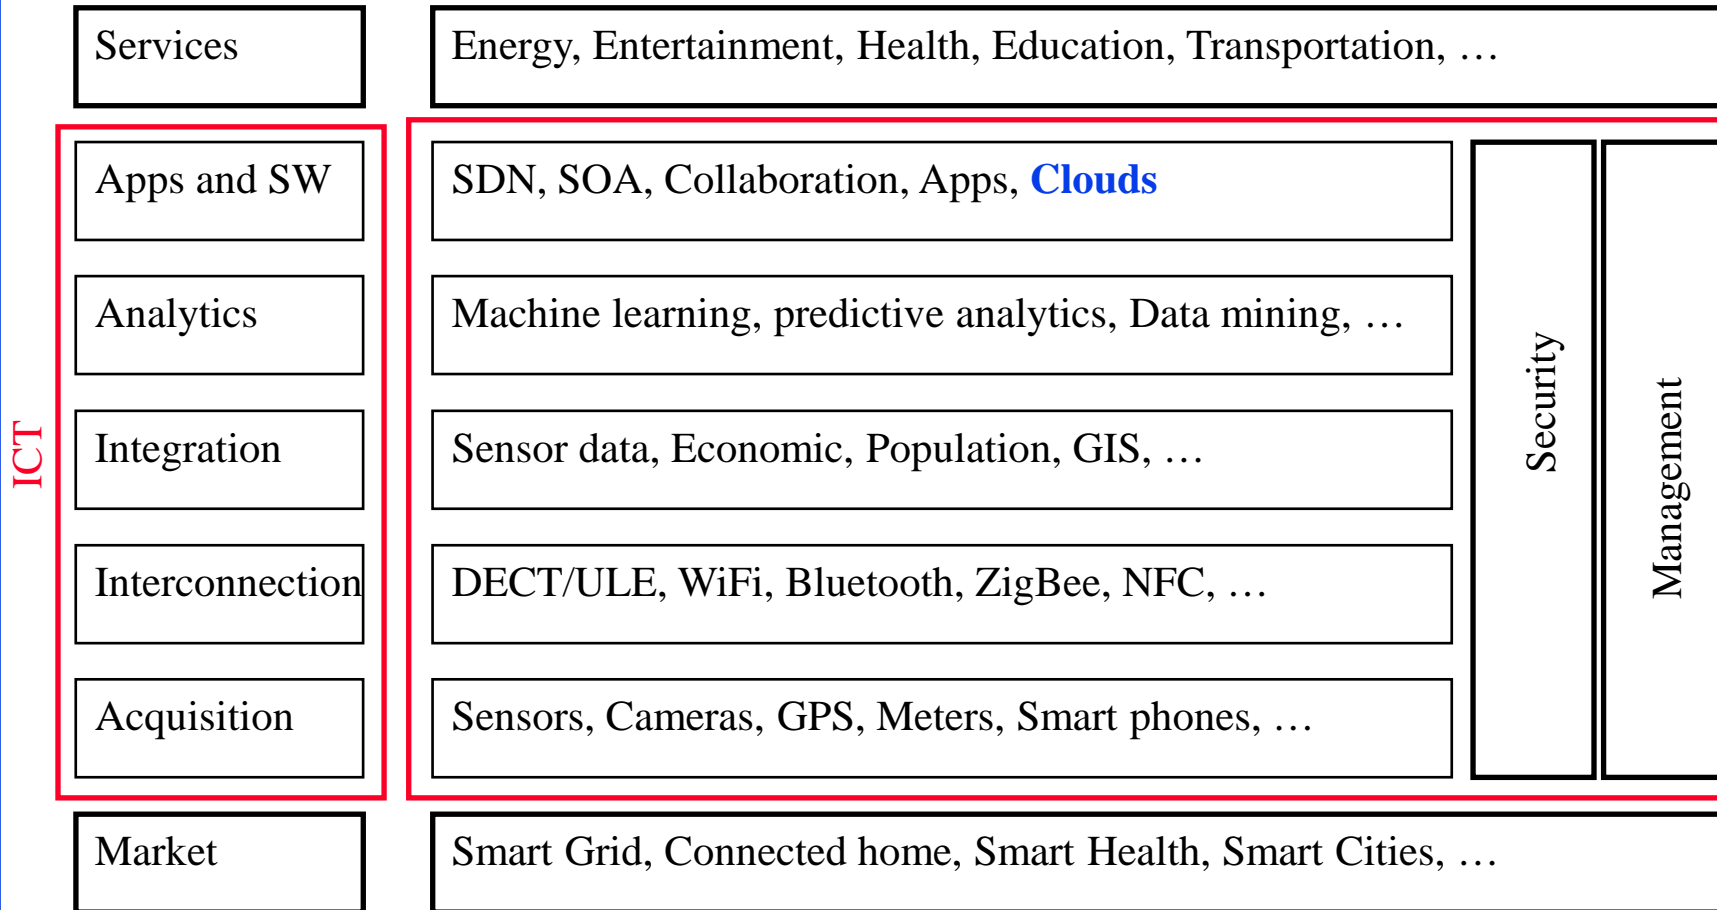 Services
Energy, Entertainment, Health, Education, Transportation, …
Apps and SW
SDN, SOA, Collaboration, Apps, Clouds
Analytics
Machine learning, predictive analytics, Data mining, …
Integration
Sensor data, Economic, Population, GIS, …
Interconnection
DECT/ULE, WiFi, Bluetooth, ZigBee, NFC, …
Acquisition
Sensors, Cameras, GPS, Meters, Smart phones, …
ICT
Security
Management
Market
Smart Grid, Connected home, Smart Health, Smart Cities, …